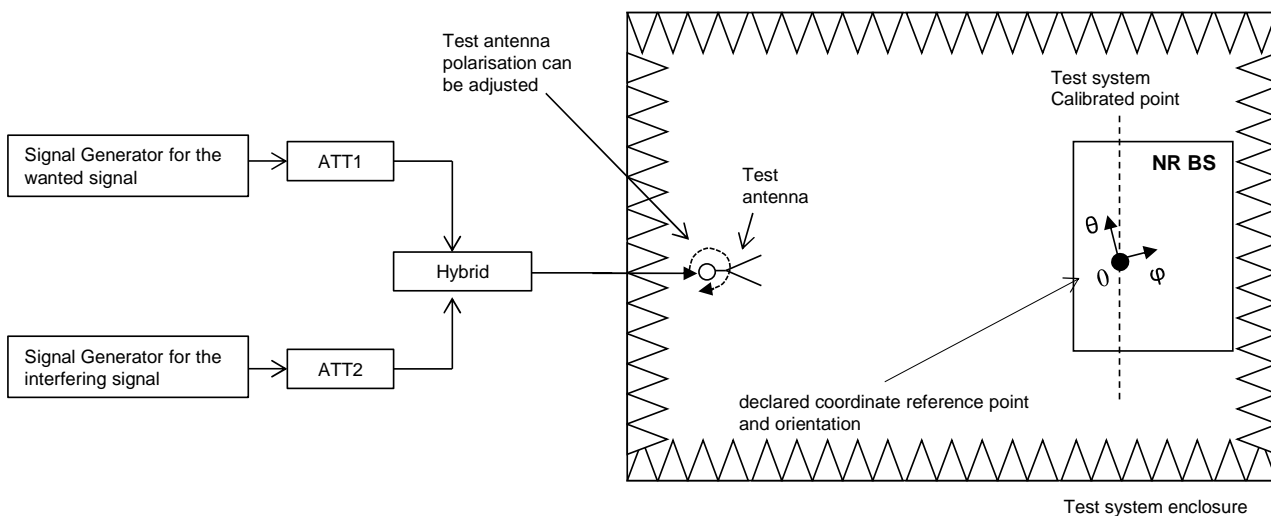 Test antenna
polarisation can
be adjusted
Test system
Calibrated point
Signal Generator for the
wanted signal
ATT1
NR BS
Test
antenna
θ
Hybrid
0
φ
Signal Generator for the
interfering signal
ATT2
declared coordinate reference point
and orientation
Test system enclosure